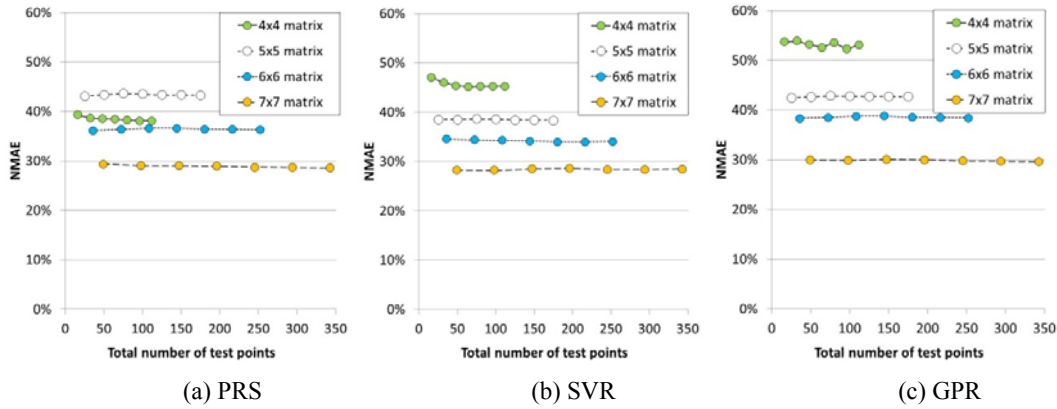 60%
50%
40%
30%
20%
10%
0%
NMAE
0 50 100 150 200 250 300 350
Total number of test points
4x4 matrix
5x5 matrix
6x6 matrix
7x7 matrix
(a) PRS
60%
50%
40%
30%
20%
10%
0%
NMAE
0 50 100 150 200 250 300 350
Total number of test points
4x4 matrix
5x5 matrix
6x6 matrix
7x7 matrix
(b) SVR
60%
50%
40%
30%
20%
10%
0%
NMAE
0 50 100 150 200 250 300 350
Total number of test points
4x4 matrix
5x5 matrix
6x6 matrix
7x7 matrix
(c) GPR